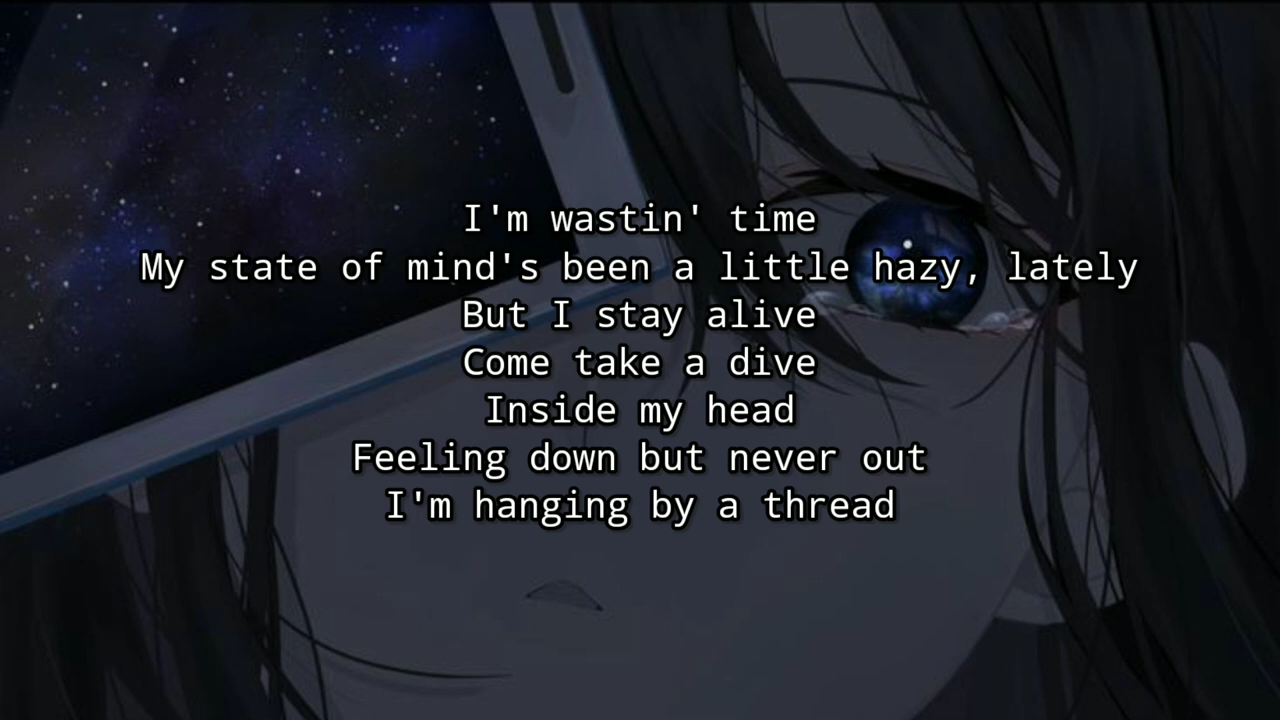 I'm wastin' time
My state of mind's been a little hazy, lately
But I stay alive
Come take a dive
Inside my head
Feeling down but never out
I'm hanging by a thread